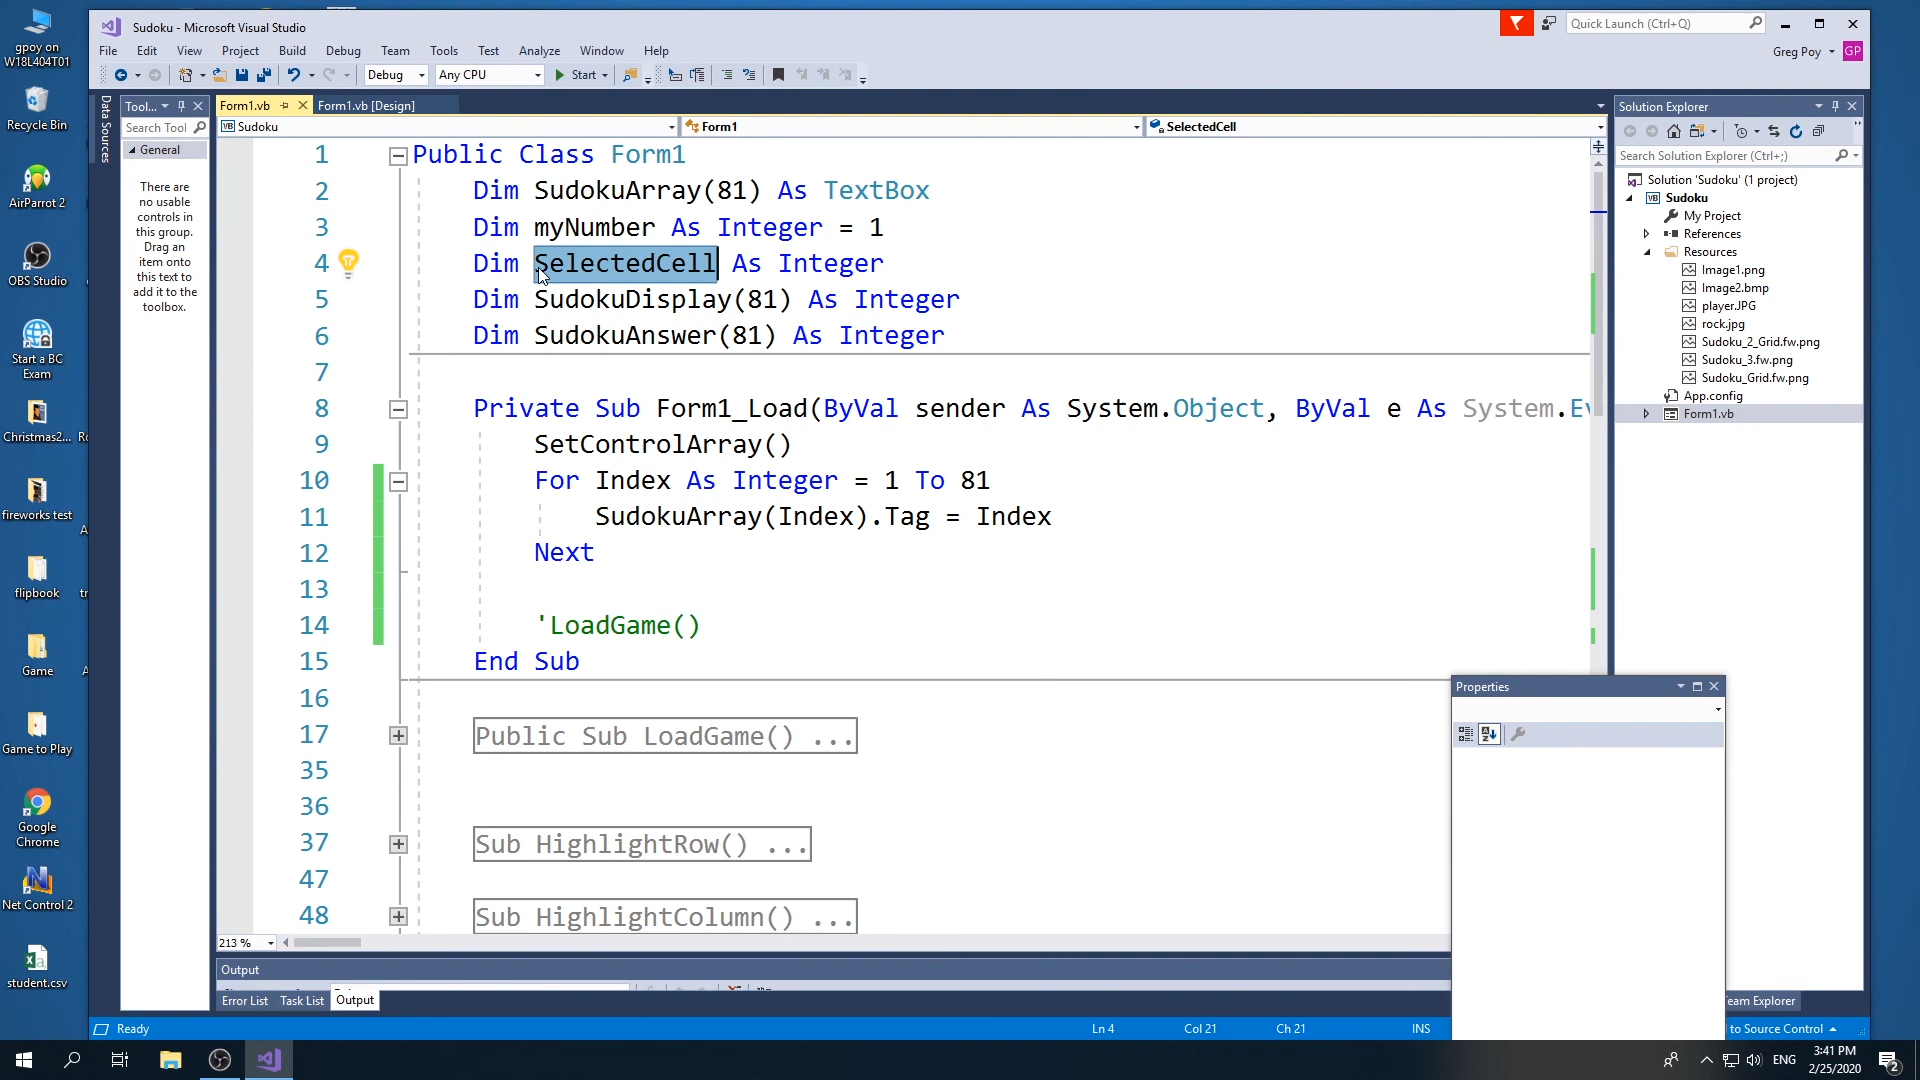 gpoy on
W18L404T01
Recycle Bin
AirParrot 2
OBS Studio
Start a BC
Exam
Christmas2...
fireworks test
flipbook
Game
Game to Play
Google
Chrome
Net Control 2
student.csv
Sudoku - Microsoft Visual Studio
Quick Launch (Ctrl+Q)
File Edit View Project Build Debug Team Tools Test Analyze Window Help
Greg Poy GP
Debug Any CPU Start
Data Sources
Tool...
Search Tool
General
There are
no usable
controls in
this group.
Drag an
item onto
this text to
add it to the
toolbox.
Form1.vb Form1.vb [Design]
VB Sudoku Form1 SelectedCell
1 Public Class Form1
2 Dim SudokuArray(81) As TextBox
3 Dim myNumber As Integer = 1
4 Dim SelectedCell As Integer
5 Dim SudokuDisplay(81) As Integer
6 Dim SudokuAnswer(81) As Integer
7
8 Private Sub Form1_Load(ByVal sender As System.Object, ByVal e As System.Ev
9 SetControlArray()
10 For Index As Integer = 1 To 81
11 SudokuArray(Index).Tag = Index
12 Next
13
14 'LoadGame()
15 End Sub
16
17 Public Sub LoadGame() ...
35
36
37 Sub HighlightRow() ...
47
48 Sub HighlightColumn() ...
213 %
Output
Error List Task List Output
Solution Explorer
Search Solution Explorer (Ctrl+;)
Solution 'Sudoku' (1 project)
VB Sudoku
My Project
References
Resources
Image1.png
Image2.bmp
player.JPG
rock.jpg
Sudoku_2_Grid.fw.png
Sudoku_3.fw.png
Sudoku_Grid.fw.png
App.config
Form1.vb
Properties
Team Explorer
Ready Ln 4 Col 21 Ch 21 INS to Source Control
ENG
3:41 PM
2/25/2020
2